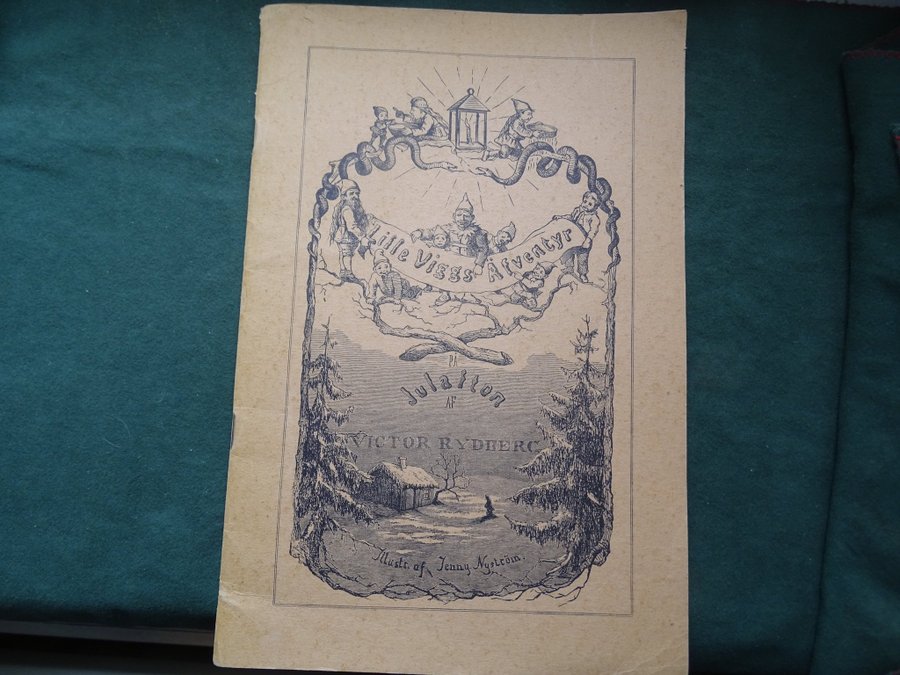 Lille Viggs Äfventyr
PÅ
Julafton
AF
VICTOR RYDBERG
Illustr. af Jenny Nyström.